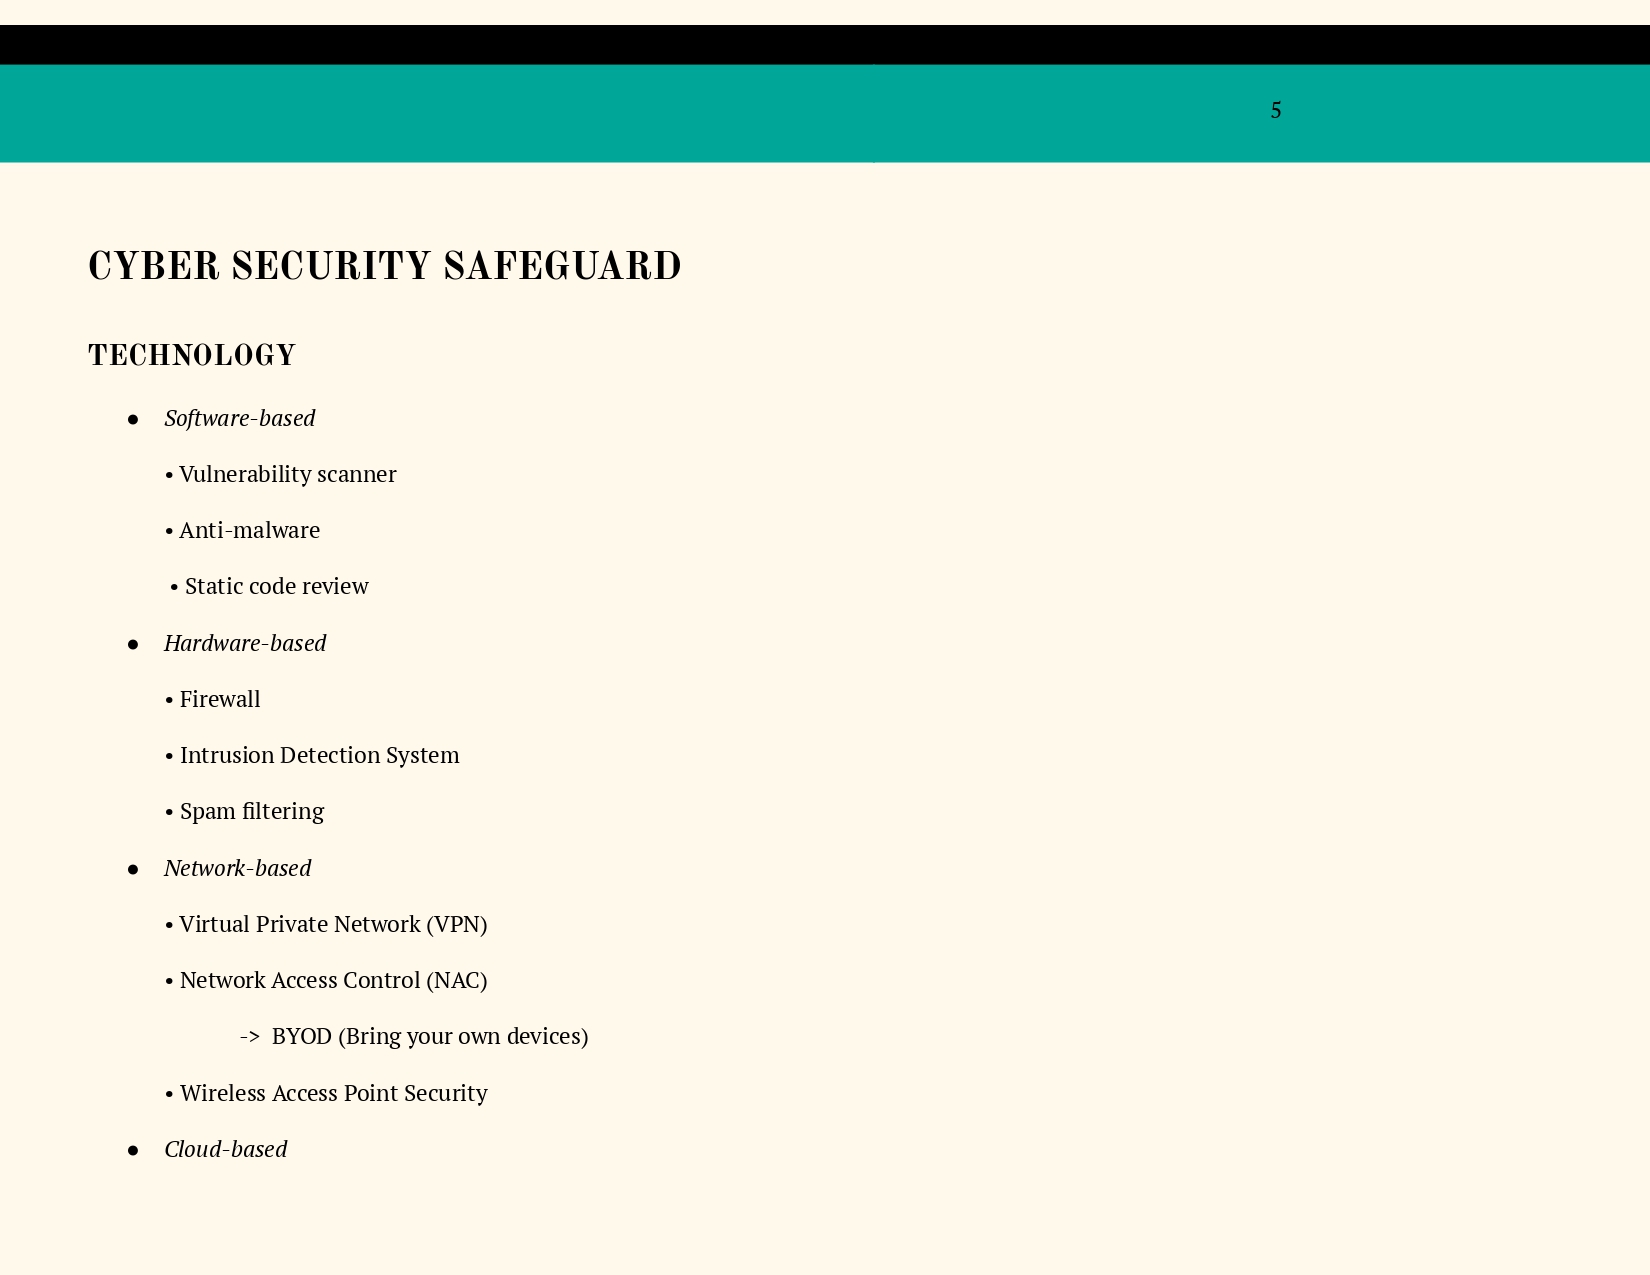 5
CYBER SECURITY SAFEGUARD
TECHNOLOGY
● Software-based
• Vulnerability scanner
• Anti-malware
• Static code review
● Hardware-based
• Firewall
• Intrusion Detection System
• Spam filtering
● Network-based
• Virtual Private Network (VPN)
• Network Access Control (NAC)
-> BYOD (Bring your own devices)
• Wireless Access Point Security
● Cloud-based